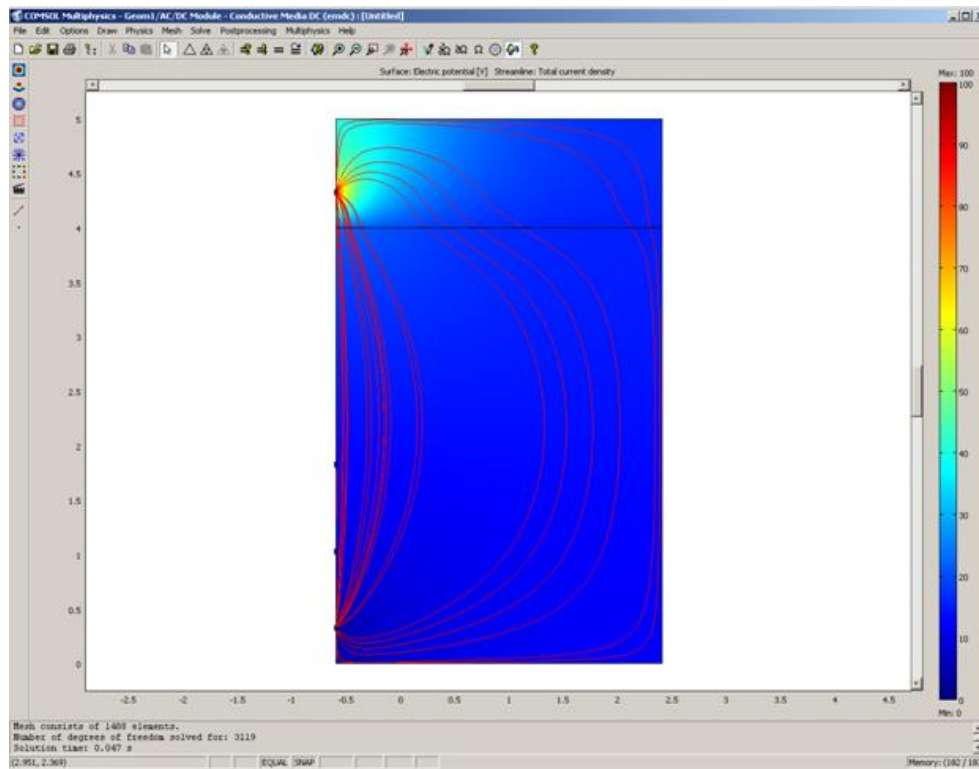 COMSOL Multiphysics - Geom1/AC/DC Module - Conductive Media DC (emdc) : [Untitled]
File Edit Options Draw Physics Mesh Solve Postprocessing Multiphysics Help
Surface: Electric potential [V] Streamline: Total current density
Max: 100
100
90
80
70
60
50
40
30
20
10
0
Min: 0
5
4.5
4
3.5
3
2.5
2
1.5
1
0.5
0
-2.5 -2 -1.5 -1 -0.5 0 0.5 1 1.5 2 2.5 3 3.5 4 4.5
Mesh consists of 1488 elements.
Number of degrees of freedom solved for: 3119
Solution time: 0.047 s
(2.951, 2.369) EQUAL SNAP Memory: (182 / 18